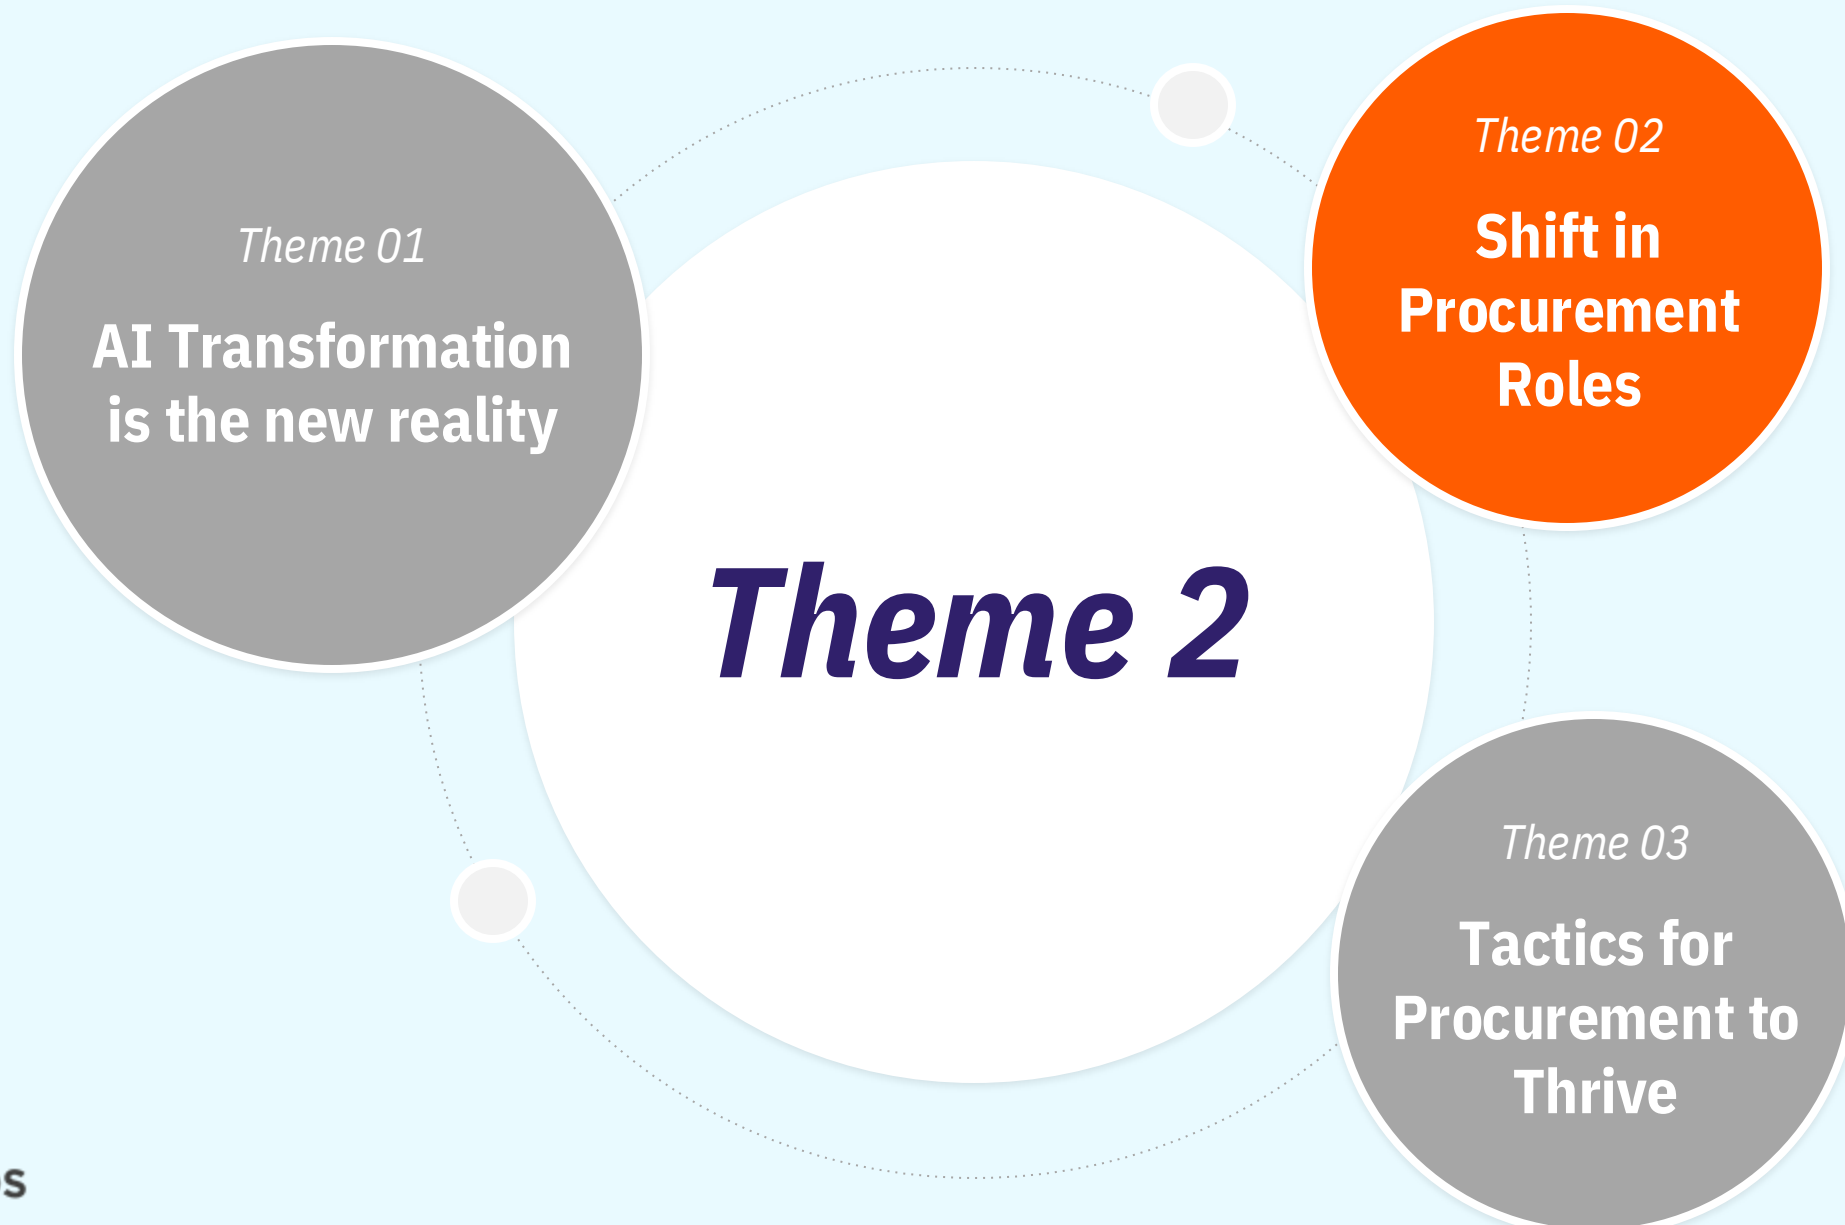 Theme 01
AI Transformation
is the new reality
Theme 02
Shift in
Procurement
Roles
Theme 2
Theme 03
Tactics for
Procurement to
Thrive